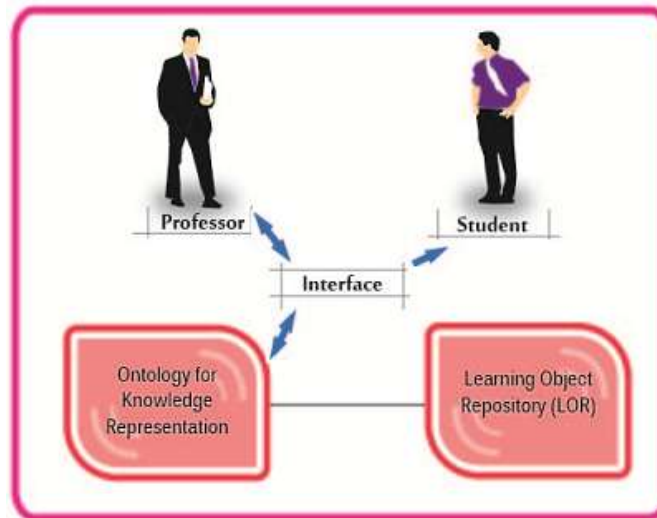 Professor
Student
Interface
Ontology for
Knowledge
Representation
Learning Object
Repository (LOR)